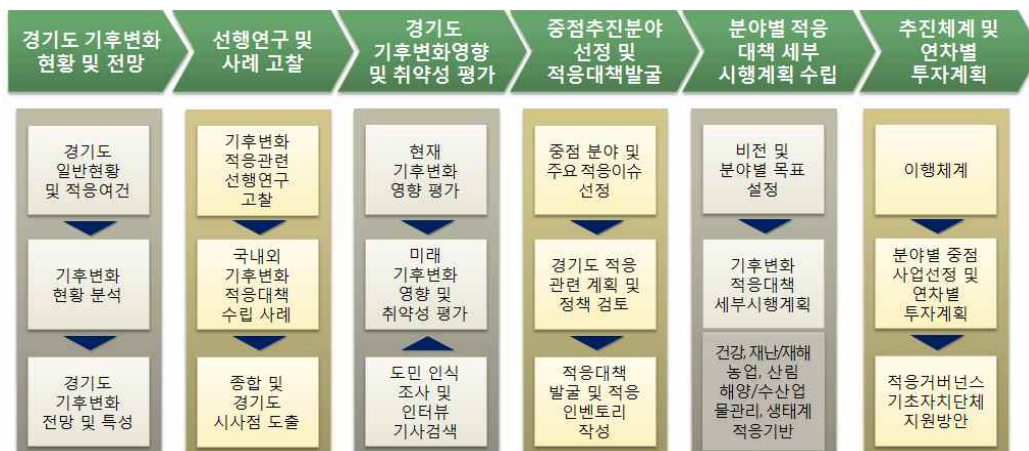 경기도 기후변화
현황 및 전망
선행연구 및
사례 고찰
경기도
기후변화영향
및 취약성 평가
중점추진분야
선정 및
적응대책발굴
분야별 적응
대책 세부
시행계획 수립
추진체계 및
연차별
투자계획
경기도
일반현황
및 적응여건
기후변화
현황 분석
경기도
기후변화
전망 및 특성
기후변화
적응관련
선행연구
고찰
국내외
기후변화
적응대책
수립 사례
종합 및
경기도
시사점 도출
현재
기후변화
영향 평가
미래
기후변화
영향 및
취약성 평가
도민 인식
조사 및
인터뷰
기사검색
중점 분야 및
주요 적응이슈
선정
경기도 적응
관련 계획 및
정책 검토
적응대책
발굴 및 적응
인벤토리
작성
비전 및
분야별 목표
설정
기후변화
적응대책
세부시행계획
건강, 재난/재해
농업, 산림
해양/수산업
물관리, 생태계
적응기반
이행체계
분야별 중점
사업선정 및
연차별
투자계획
적응거버넌스
기초자치단체
지원방안